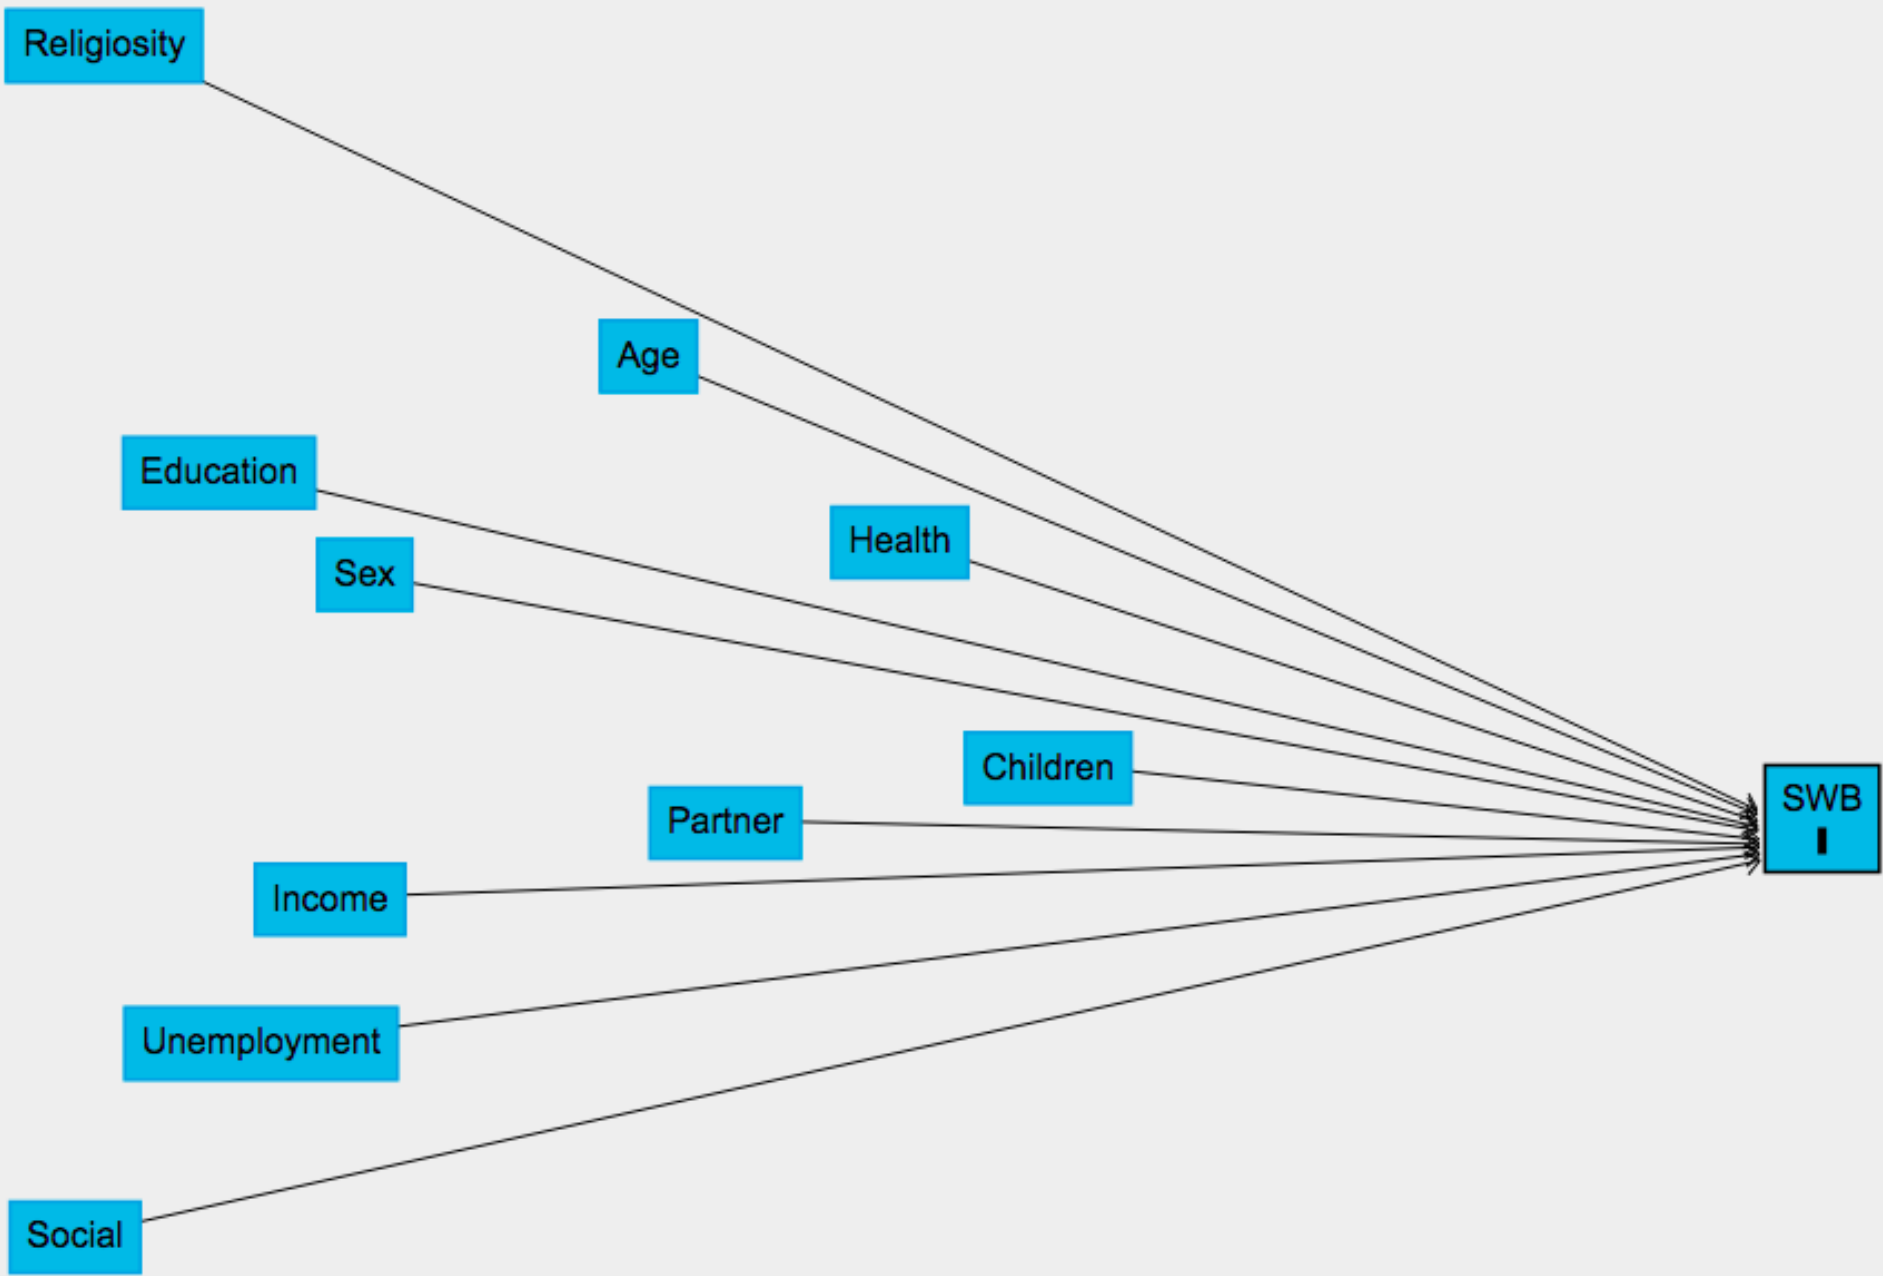 Religiosity
Age
Education
Health
Sex
Children
SWB
Partner
Income
Unemployment
Social